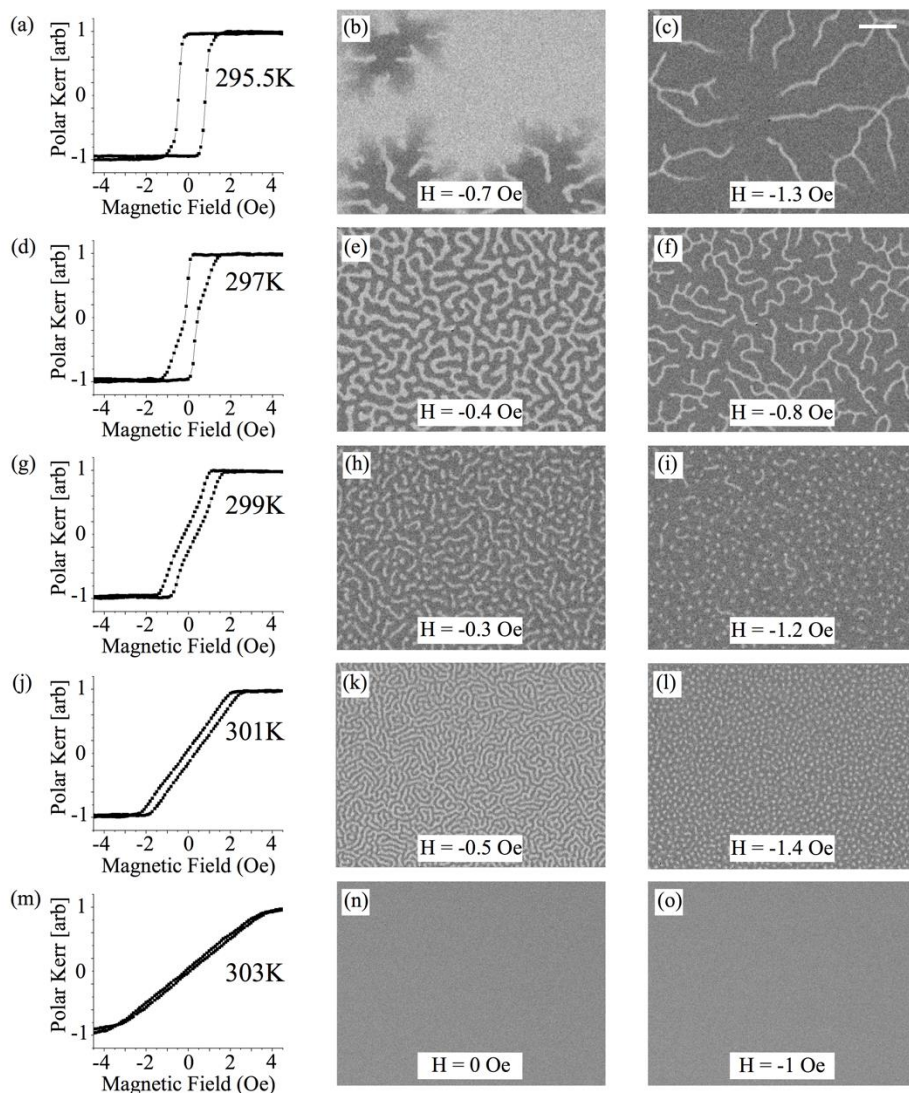 (a)
Polar Kerr [arb]
1
0
-1
295.5K
-4 -2 0 2 4
Magnetic Field (Oe)
(b)
H = -0.7 Oe
(c)
H = -1.3 Oe
(d)
Polar Kerr [arb]
1
0
-1
297K
-4 -2 0 2 4
Magnetic Field (Oe)
(e)
H = -0.4 Oe
(f)
H = -0.8 Oe
(g)
Polar Kerr [arb]
1
0
-1
299K
-4 -2 0 2 4
Magnetic Field (Oe)
(h)
H = -0.3 Oe
(i)
H = -1.2 Oe
(j)
Polar Kerr [arb]
1
0
-1
301K
-4 -2 0 2 4
Magnetic Field (Oe)
(k)
H = -0.5 Oe
(l)
H = -1.4 Oe
(m)
Polar Kerr [arb]
1
0
-1
303K
-4 -2 0 2 4
Magnetic Field (Oe)
(n)
H = 0 Oe
(o)
H = -1 Oe